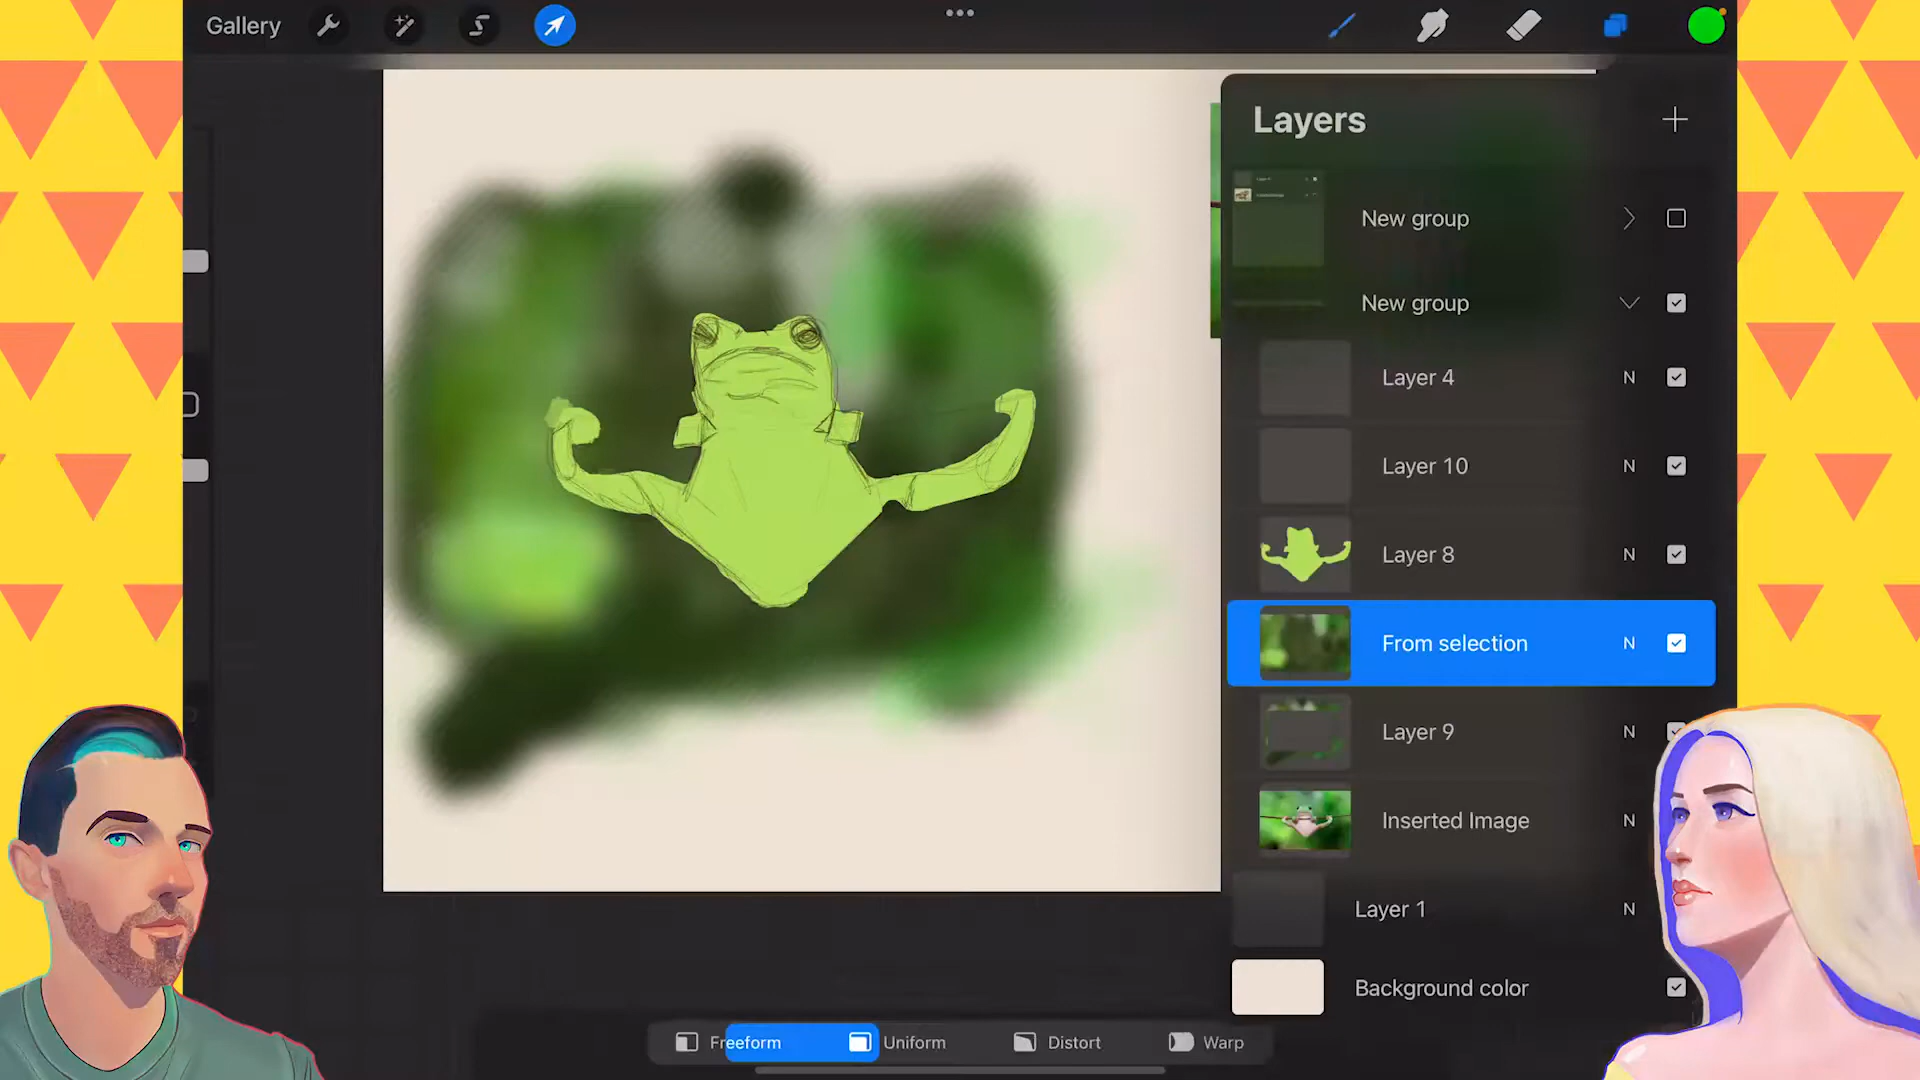 Gallery
Layers
New group
New group
Layer 4 N
Layer 10 N
Layer 8 N
From selection N
Layer 9 N
Inserted Image N
Layer 1 N
Background color
Freeform Uniform Distort Warp